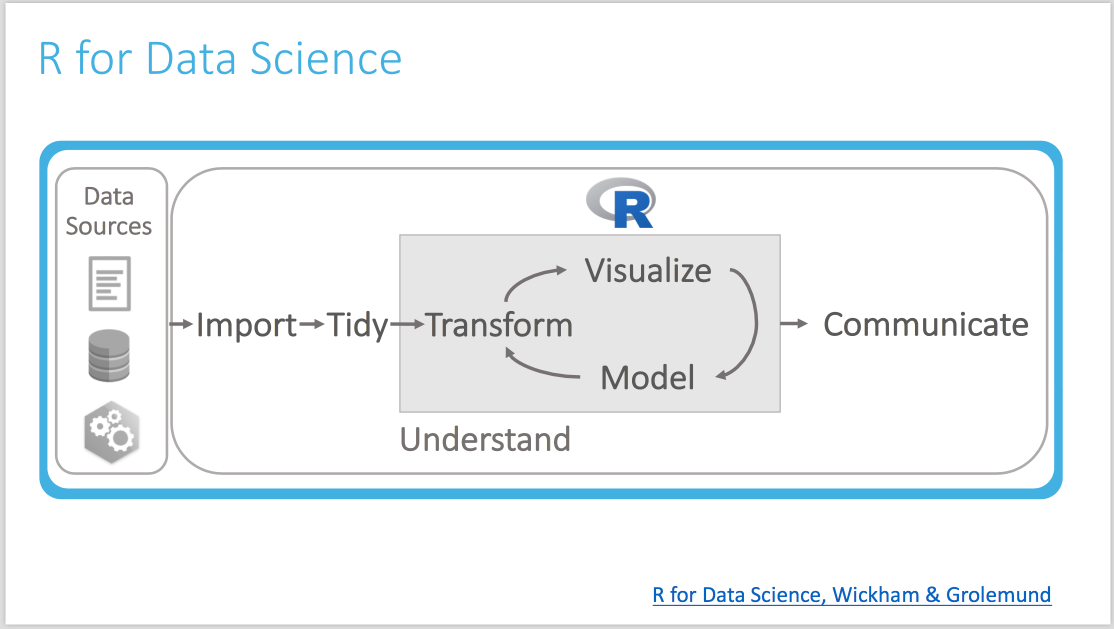 R for Data Science
Data
Sources
R
Import
Tidy
Transform
Visualize
Model
Communicate
Understand
R for Data Science, Wickham & Grolemund